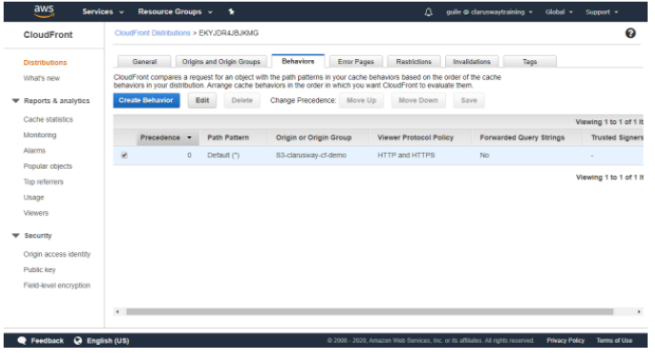 aws Services Resource Groups guile @ claruswaytraining Global Support
CloudFront
CloudFront Distributions > EKYJDR4JBJKMG
Distributions
What's new
Reports & analytics
Cache statistics
Monitoring
Alarms
Popular objects
Top referrers
Usage
Viewers
Security
Origin access identity
Public key
Field-level encryption
General Origins and Origin Groups Behaviors Error Pages Restrictions Invalidations Tags
CloudFront compares a request for an object with the path patterns in your cache behaviors based on the order of the cache
behaviors in your distribution. Arrange cache behaviors in the order in which you want CloudFront to evaluate them.
Create Behavior Edit Delete Change Precedence: Move Up Move Down Save
Viewing 1 to 1 of 1 It
Precedence Path Pattern Origin or Origin Group Viewer Protocol Policy Forwarded Query Strings Trusted Signers
0 Default (*) S3-clarusway-cf-demo HTTP and HTTPS No -
Viewing 1 to 1 of 1 It
Feedback English (US) © 2008 - 2020, Amazon Web Services, Inc. or its affiliates. All rights reserved. Privacy Policy Terms of Use